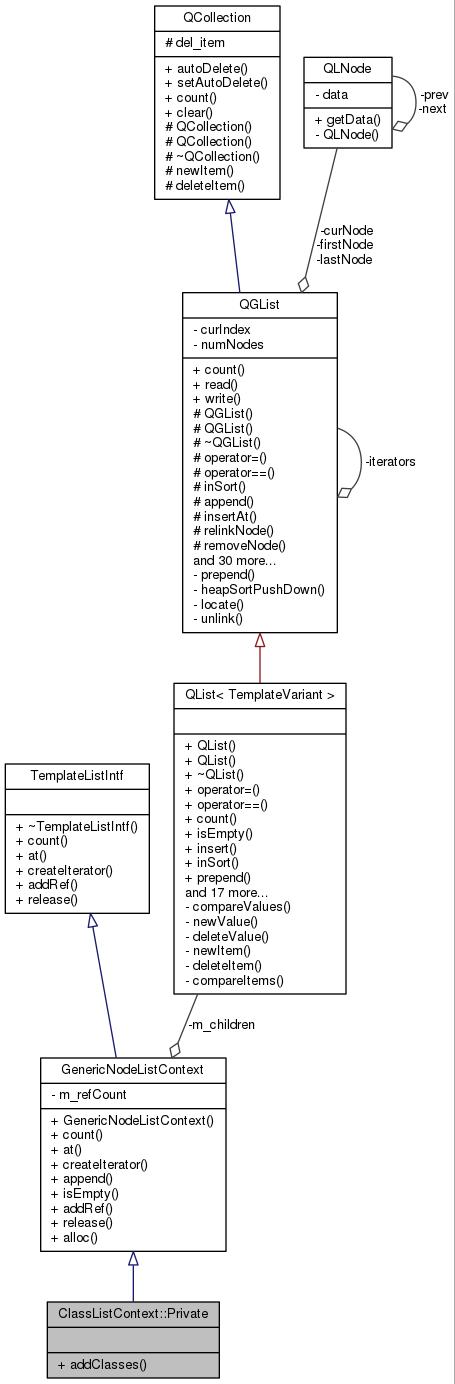 QCollection
# del_item
+ autoDelete()
+ setAutoDelete()
+ count()
+ clear()
# QCollection()
# QCollection()
# ~QCollection()
# newItem()
# deleteItem()
QLNode
- data
+ getData()
- QLNode()
-prev
-next
-curNode
-firstNode
-lastNode
QGList
- curIndex
- numNodes
+ count()
+ read()
+ write()
# QGList()
# QGList()
# ~QGList()
# operator=()
# operator==()
# inSort()
# append()
# insertAt()
# relinkNode()
# removeNode()
and 30 more...
- prepend()
- heapSortPushDown()
- locate()
- unlink()
-iterators
QList< TemplateVariant >
+ QList()
+ QList()
+ ~QList()
+ operator=()
+ operator==()
+ count()
+ isEmpty()
+ insert()
+ inSort()
+ prepend()
and 17 more...
- compareValues()
- newValue()
- deleteValue()
- newItem()
- deleteItem()
- compareItems()
TemplateListIntf
+ ~TemplateListIntf()
+ count()
+ at()
+ createIterator()
+ addRef()
+ release()
-m_children
GenericNodeListContext
- m_refCount
+ GenericNodeListContext()
+ count()
+ at()
+ createIterator()
+ append()
+ isEmpty()
+ addRef()
+ release()
+ alloc()
ClassListContext::Private
+ addClasses()